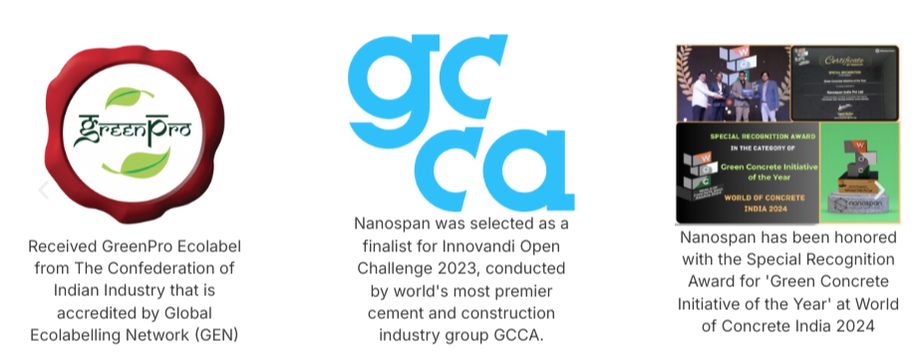 greenpro
Received GreenPro Ecolabel
from The Confederation of
Indian Industry that is
accredited by Global
Ecolabelling Network (GEN)
gc
ca
Nanospan was selected as a
finalist for Innovandi Open
Challenge 2023, conducted
by world's most premier
cement and construction
industry group GCCA.
Certificate
SPECIAL RECOGNITION AWARD
IN THE CATEGORY OF
Green Concrete Initiative
of the Year
WORLD OF CONCRETE
INDIA 2024
nanospan
Nanospan has been honored
with the Special Recognition
Award for 'Green Concrete
Initiative of the Year' at World
of Concrete India 2024